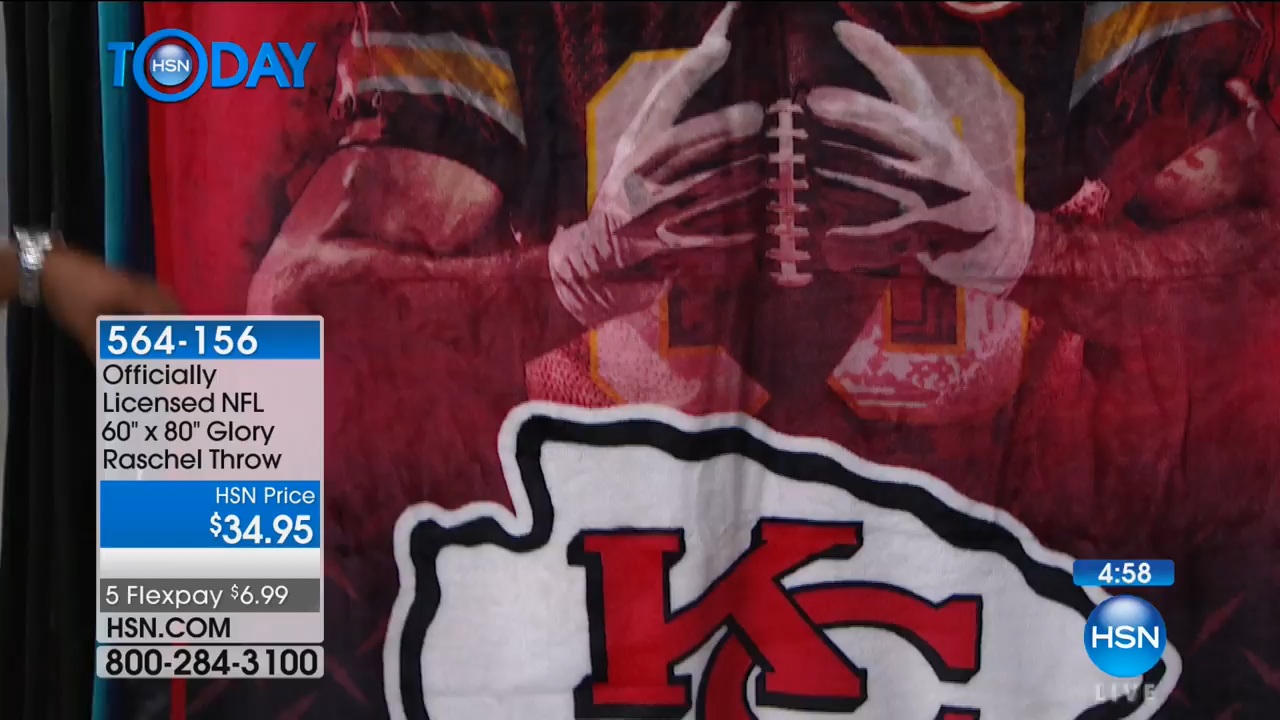 TODAY
HSN
564-156
Officially
Licensed NFL
60" x 80" Glory
Raschel Throw
HSN Price
$34.95
5 Flexpay $6.99
HSN.COM
800-284-3100
KC
4:58
HSN
LIVE